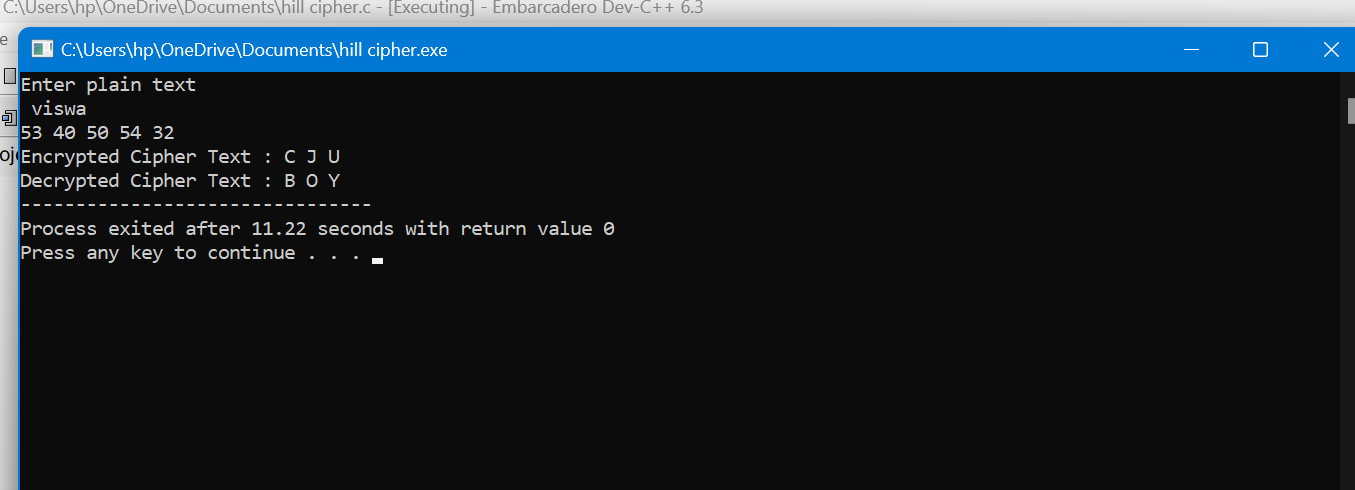 C:\Users\hp\OneDrive\Documents\hill cipher.c - [Executing] - Embarcadero Dev-C++ 6.3
e
C:\Users\hp\OneDrive\Documents\hill cipher.exe
Enter plain text
viswa
53 40 50 54 32
ojc
Encrypted Cipher Text : C J U
Decrypted Cipher Text : B O Y
--------------------------------
Process exited after 11.22 seconds with return value 0
Press any key to continue . . .